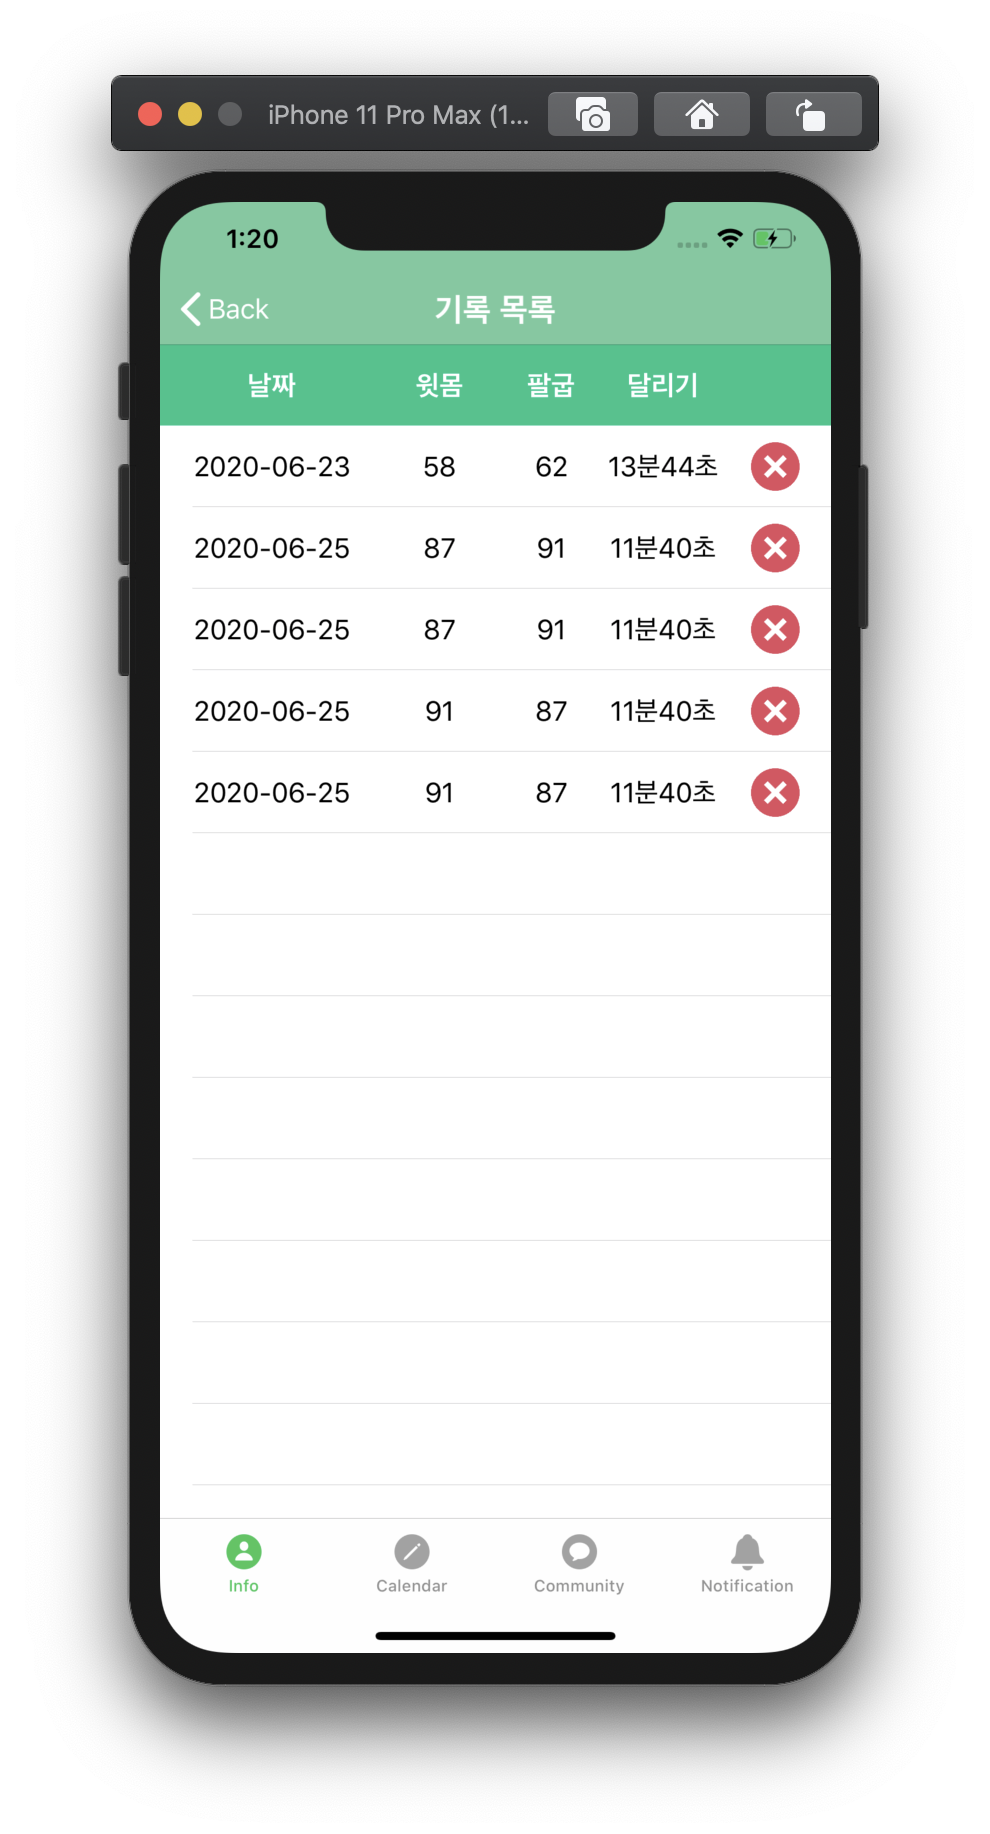 iPhone 11 Pro Max (1...
1:20
Back 기록 목록
날짜 윗몸 팔굽 달리기
2020-06-23 58 62 13분44초
2020-06-25 87 91 11분40초
2020-06-25 87 91 11분40초
2020-06-25 91 87 11분40초
2020-06-25 91 87 11분40초
Info Calendar Community Notification